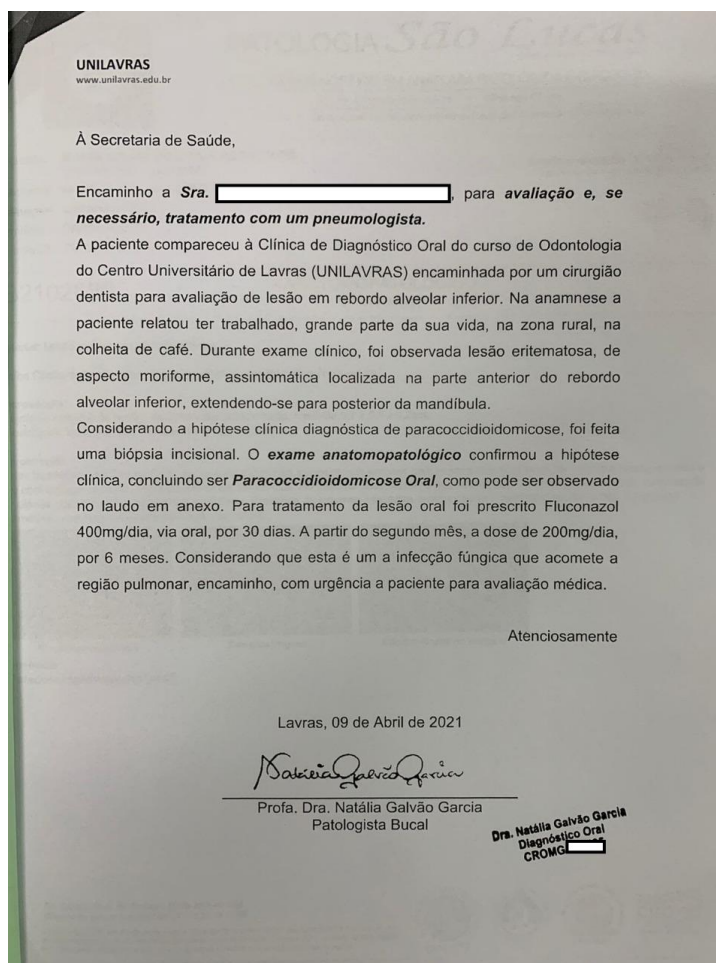 PATOLOGIA São Lucas
UNILAVRAS
www.unilavras.edu.br
À Secretaria de Saúde,
Encaminho a Sra. , para avaliação e, se
necessário, tratamento com um pneumologista.
A paciente compareceu à Clínica de Diagnóstico Oral do curso de Odontologia
do Centro Universitário de Lavras (UNILAVRAS) encaminhada por um cirurgião
dentista para avaliação de lesão em rebordo alveolar inferior. Na anamnese a
paciente relatou ter trabalhado, grande parte da sua vida, na zona rural, na
colheita de café. Durante exame clínico, foi observada lesão eritematosa, de
aspecto moriforme, assintomática localizada na parte anterior do rebordo
alveolar inferior, extendendo-se para posterior da mandíbula.
Considerando a hipótese clínica diagnóstica de paracoccidioidomicose, foi feita
uma biópsia incisional. O exame anatomopatológico confirmou a hipótese
clínica, concluindo ser Paracoccidioidomicose Oral, como pode ser observado
no laudo em anexo. Para tratamento da lesão oral foi prescrito Fluconazol
400mg/dia, via oral, por 30 dias. A partir do segundo mês, a dose de 200mg/dia,
por 6 meses. Considerando que esta é um a infecção fúngica que acomete a
região pulmonar, encaminho, com urgência a paciente para avaliação médica.
Atenciosamente
Lavras, 09 de Abril de 2021
Natália Galvão Garcia
Profa. Dra. Natália Galvão Garcia
Patologista Bucal
Dra. Natália Galvão Garcia
Diagnóstico Oral
CROMG